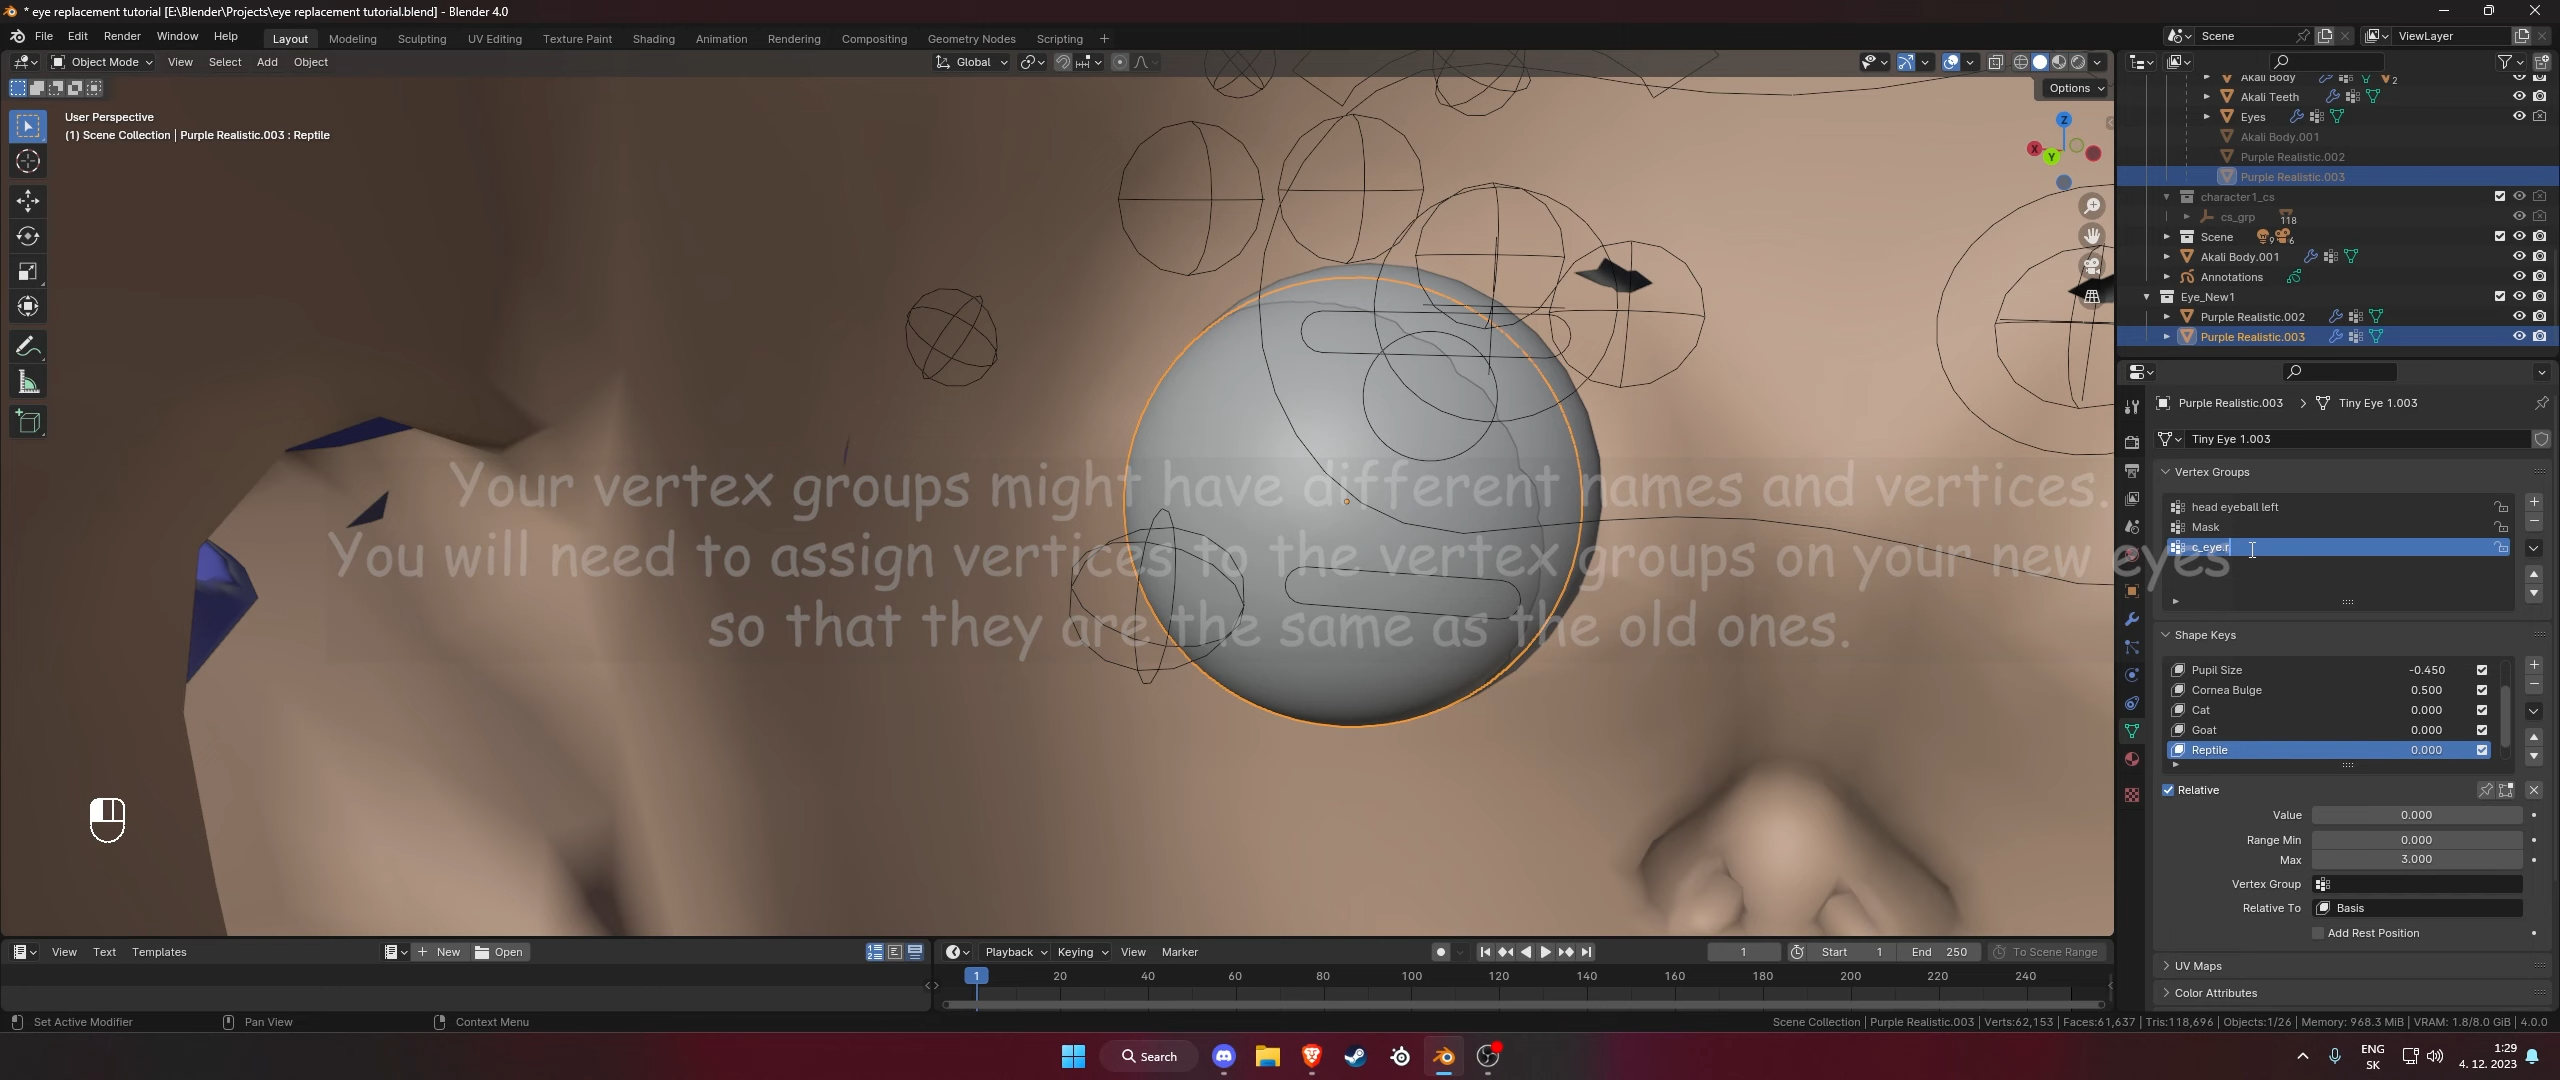 * eye replacement tutorial [E:\Blender\Projects\eye replacement tutorial.blend] - Blender 4.0
File Edit Render Window Help
Layout Modeling Sculpting UV Editing Texture Paint Shading Animation Rendering Compositing Geometry Nodes Scripting +
Scene
ViewLayer
Object Mode View Select Add Object
Global
Options
User Perspective
(1) Scene Collection | Purple Realistic.003 : Reptile
Z
X
Y
Akali Body
2
Akali Teeth
Eyes
Akali Body.001
Purple Realistic.002
Purple Realistic.003
character1_cs
cs_grp
118
Scene
9
6
Akali Body.001
Annotations
Eye_New1
Purple Realistic.002
Purple Realistic.003
Purple Realistic.003 > Tiny Eye 1.003
Tiny Eye 1.003
Vertex Groups
head eyeball left
Mask
c_eye.r
Your vertex groups might have different names and vertices.
You will need to assign vertices to the vertex groups on your new eyes
so that they are the same as the old ones.
Shape Keys
Pupil Size -0.450
Cornea Bulge 0.500
Cat 0.000
Goat 0.000
Reptile 0.000
Relative
Value 0.000
Range Min 0.000
Max 3.000
Vertex Group
Relative To Basis
Add Rest Position
UV Maps
Color Attributes
View Text Templates
New Open
Playback Keying View Marker
1 Start 1 End 250 To Scene Range
1 20 40 60 80 100 120 140 160 180 200 220 240
Set Active Modifier Pan View Context Menu
Scene Collection | Purple Realistic.003 | Verts:62,153 | Faces:61,637 | Tris:118,696 | Objects:1/26 | Memory: 968.3 MiB | VRAM: 1.8/8.0 GiB | 4.0.0
Search
ENG
SK
1:29
4. 12. 2023